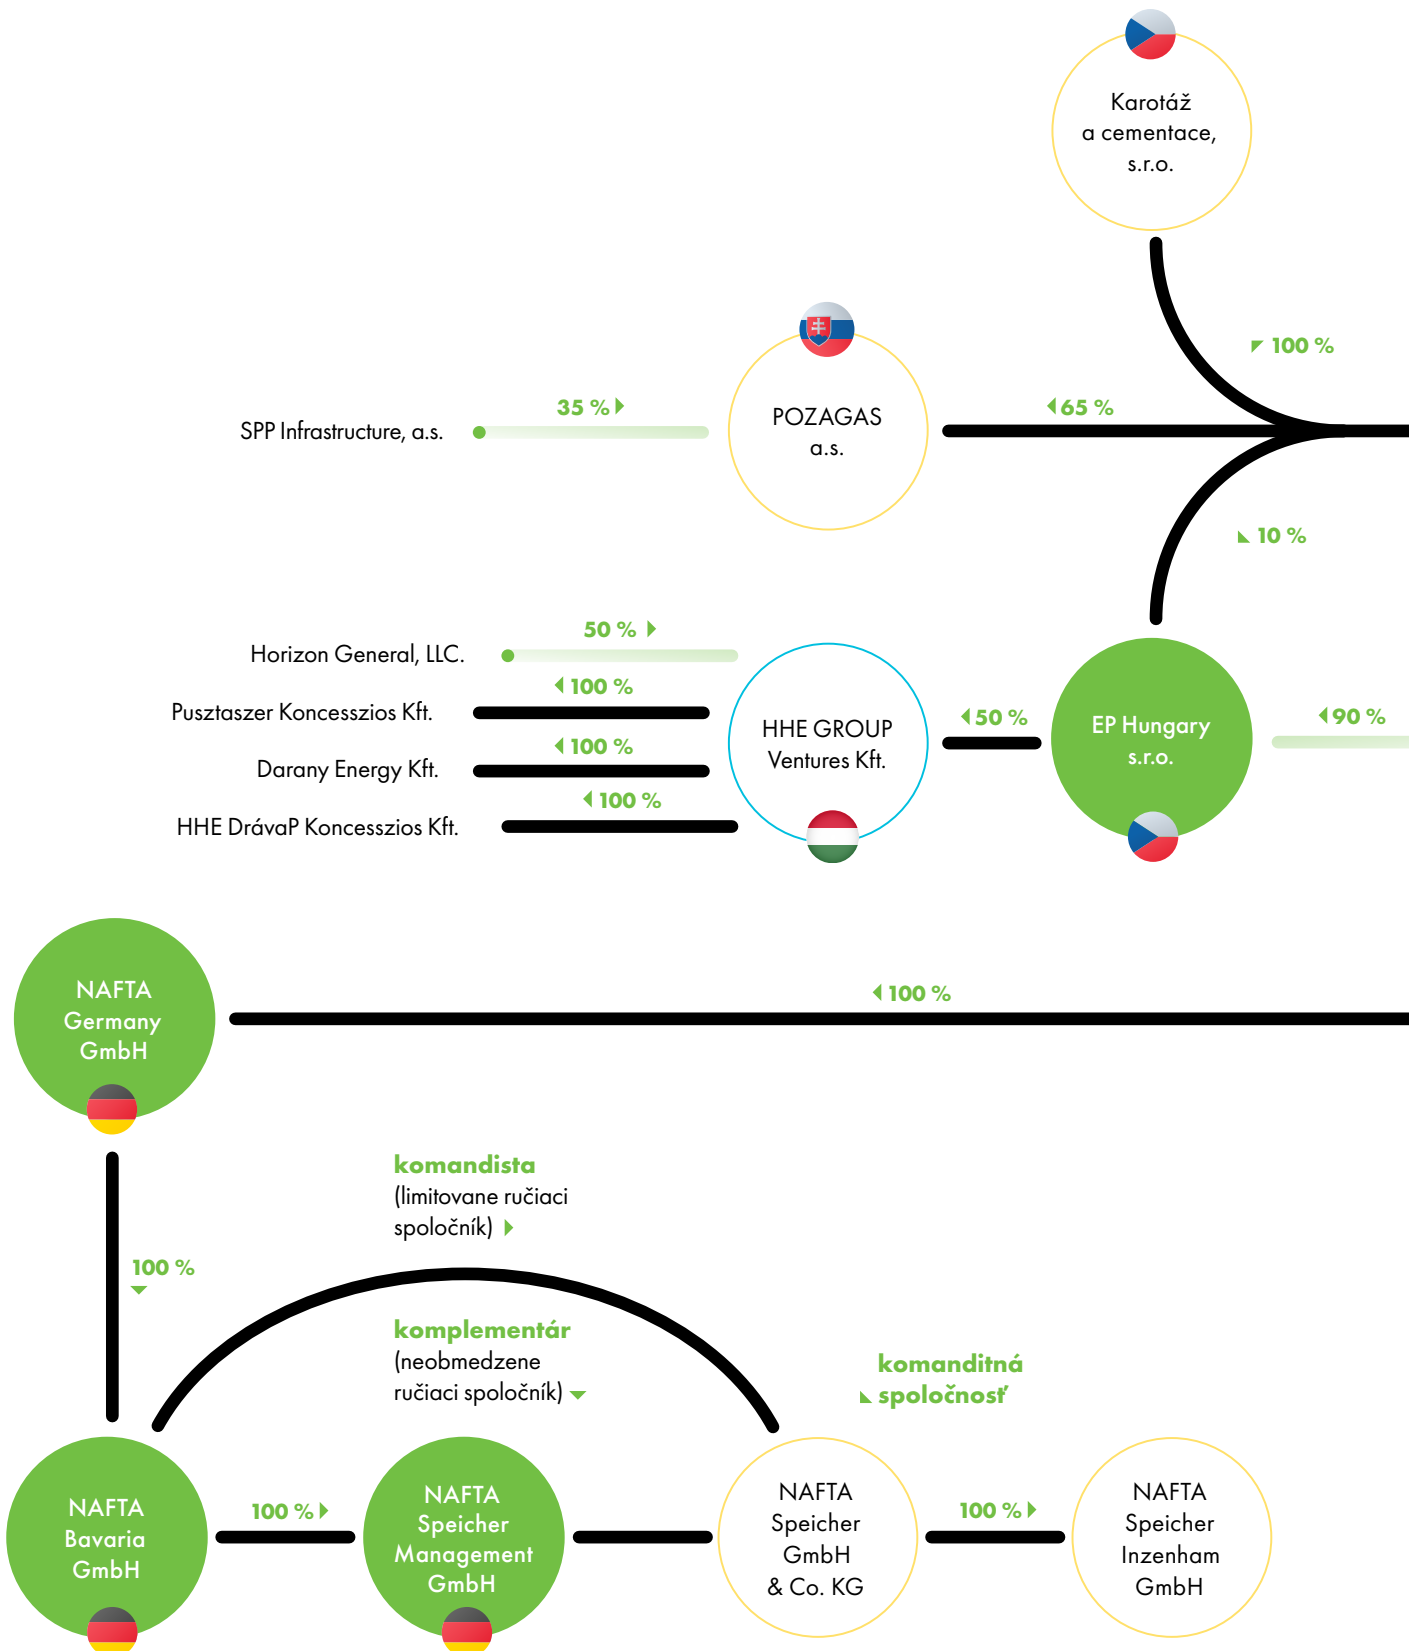 Karotáž
a cementace,
s.r.o.
100 %
35 %
SPP Infrastructure, a.s.
POZAGAS
a.s.
65 %
10 %
50 %
Horizon General, LLC.
100 %
Pusztaszer Koncesszios Kft.
100 %
Darany Energy Kft.
100 %
HHE DrávaP Koncesszios Kft.
HHE GROUP
Ventures Kft.
50 %
EP Hungary
s.r.o.
90 %
NAFTA
Germany
GmbH
100 %
100 %
komandista
(limitovane ručiaci
spoločník)
komplementár
(neobmedzene
ručiaci spoločník)
komanditná
spoločnosť
NAFTA
Bavaria
GmbH
100 %
NAFTA
Speicher
Management
GmbH
NAFTA
Speicher
GmbH
& Co. KG
100 %
NAFTA
Speicher
Inzenham
GmbH